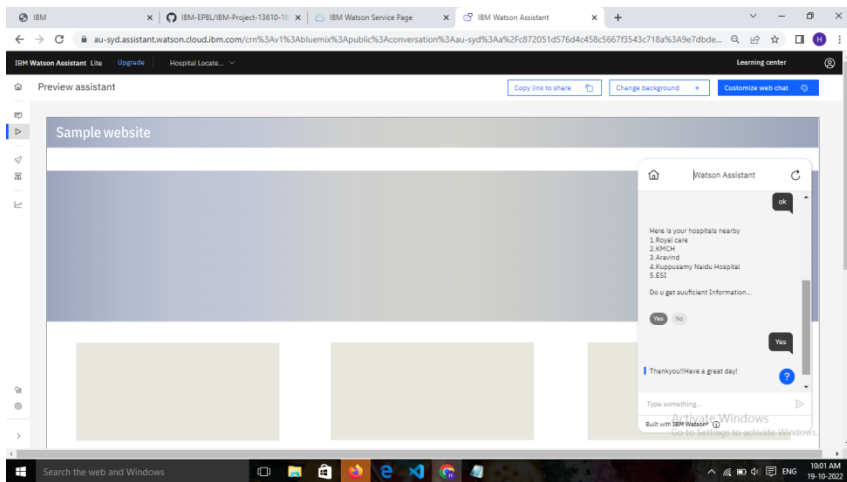 IBM
IBM-EPBL/IBM-Project-13610-16
IBM Watson Service Page
IBM Watson Assistant
au-syd.assistant.watson.cloud.ibm.com/crn%3Av1%3Abluemix%3Apublic%3Aconversation%3Aau-syd%3Aa%2Fc872051d576d4c458c5667f3543c718a%3A9e7dbde...
H
IBM Watson Assistant Lite Upgrade Hospital Locate... Learning center
Preview assistant
Copy link to share
Change background +
Customize web chat
Sample website
Watson Assistant
ok
Here is your hospitals nearby
1.Royal care
2.KMCH
3.Aravind
4.Kuppusamy Naidu Hospital
5.ESI
Do u get suuficient Information...
Yes No
Yes
Thankyou!!Have a great day!
?
Type something...
Activate Windows
Built with IBM Watson®
Go to Settings to activate Windows.
Search the web and Windows
ENG
10:01 AM
19-10-2022